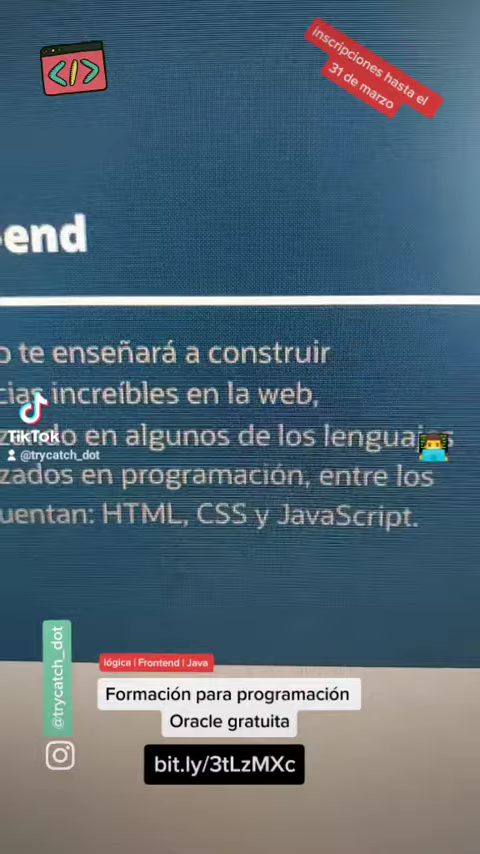 </>
inscripciones hasta el
31 de marzo
-end
o te enseñará a construir
cias increíbles en la web,
do en algunos de los lenguajes
zados en programación, entre los
uentan: HTML, CSS y JavaScript.
TikTok
@trycatch_dot
@trycatch_dot
lógica | Frontend | Java
Formación para programación
Oracle gratuita
bit.ly/3tLzMXc